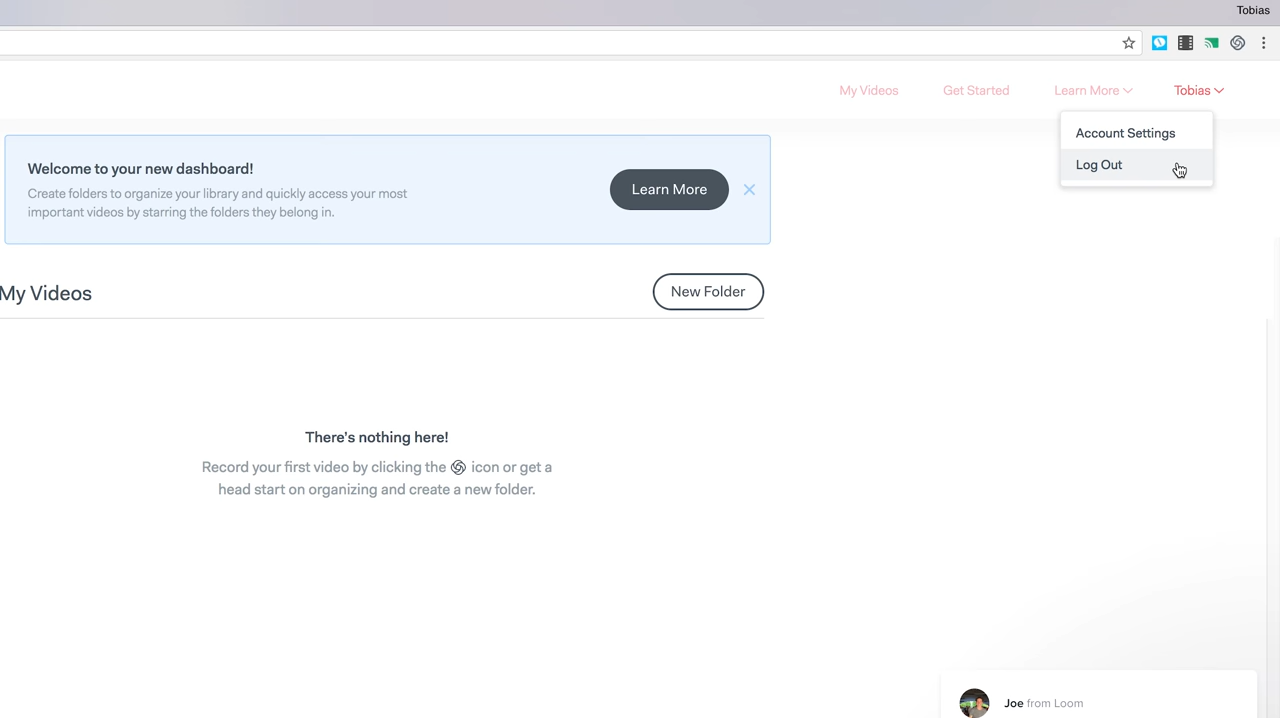 Tobias
My Videos
Get Started
Learn More
Tobias
Account Settings
Log Out
Welcome to your new dashboard!
Create folders to organize your library and quickly access your most
important videos by starring the folders they belong in.
Learn More
My Videos
New Folder
There's nothing here!
Record your first video by clicking the icon or get a
head start on organizing and create a new folder.
Joe from Loom